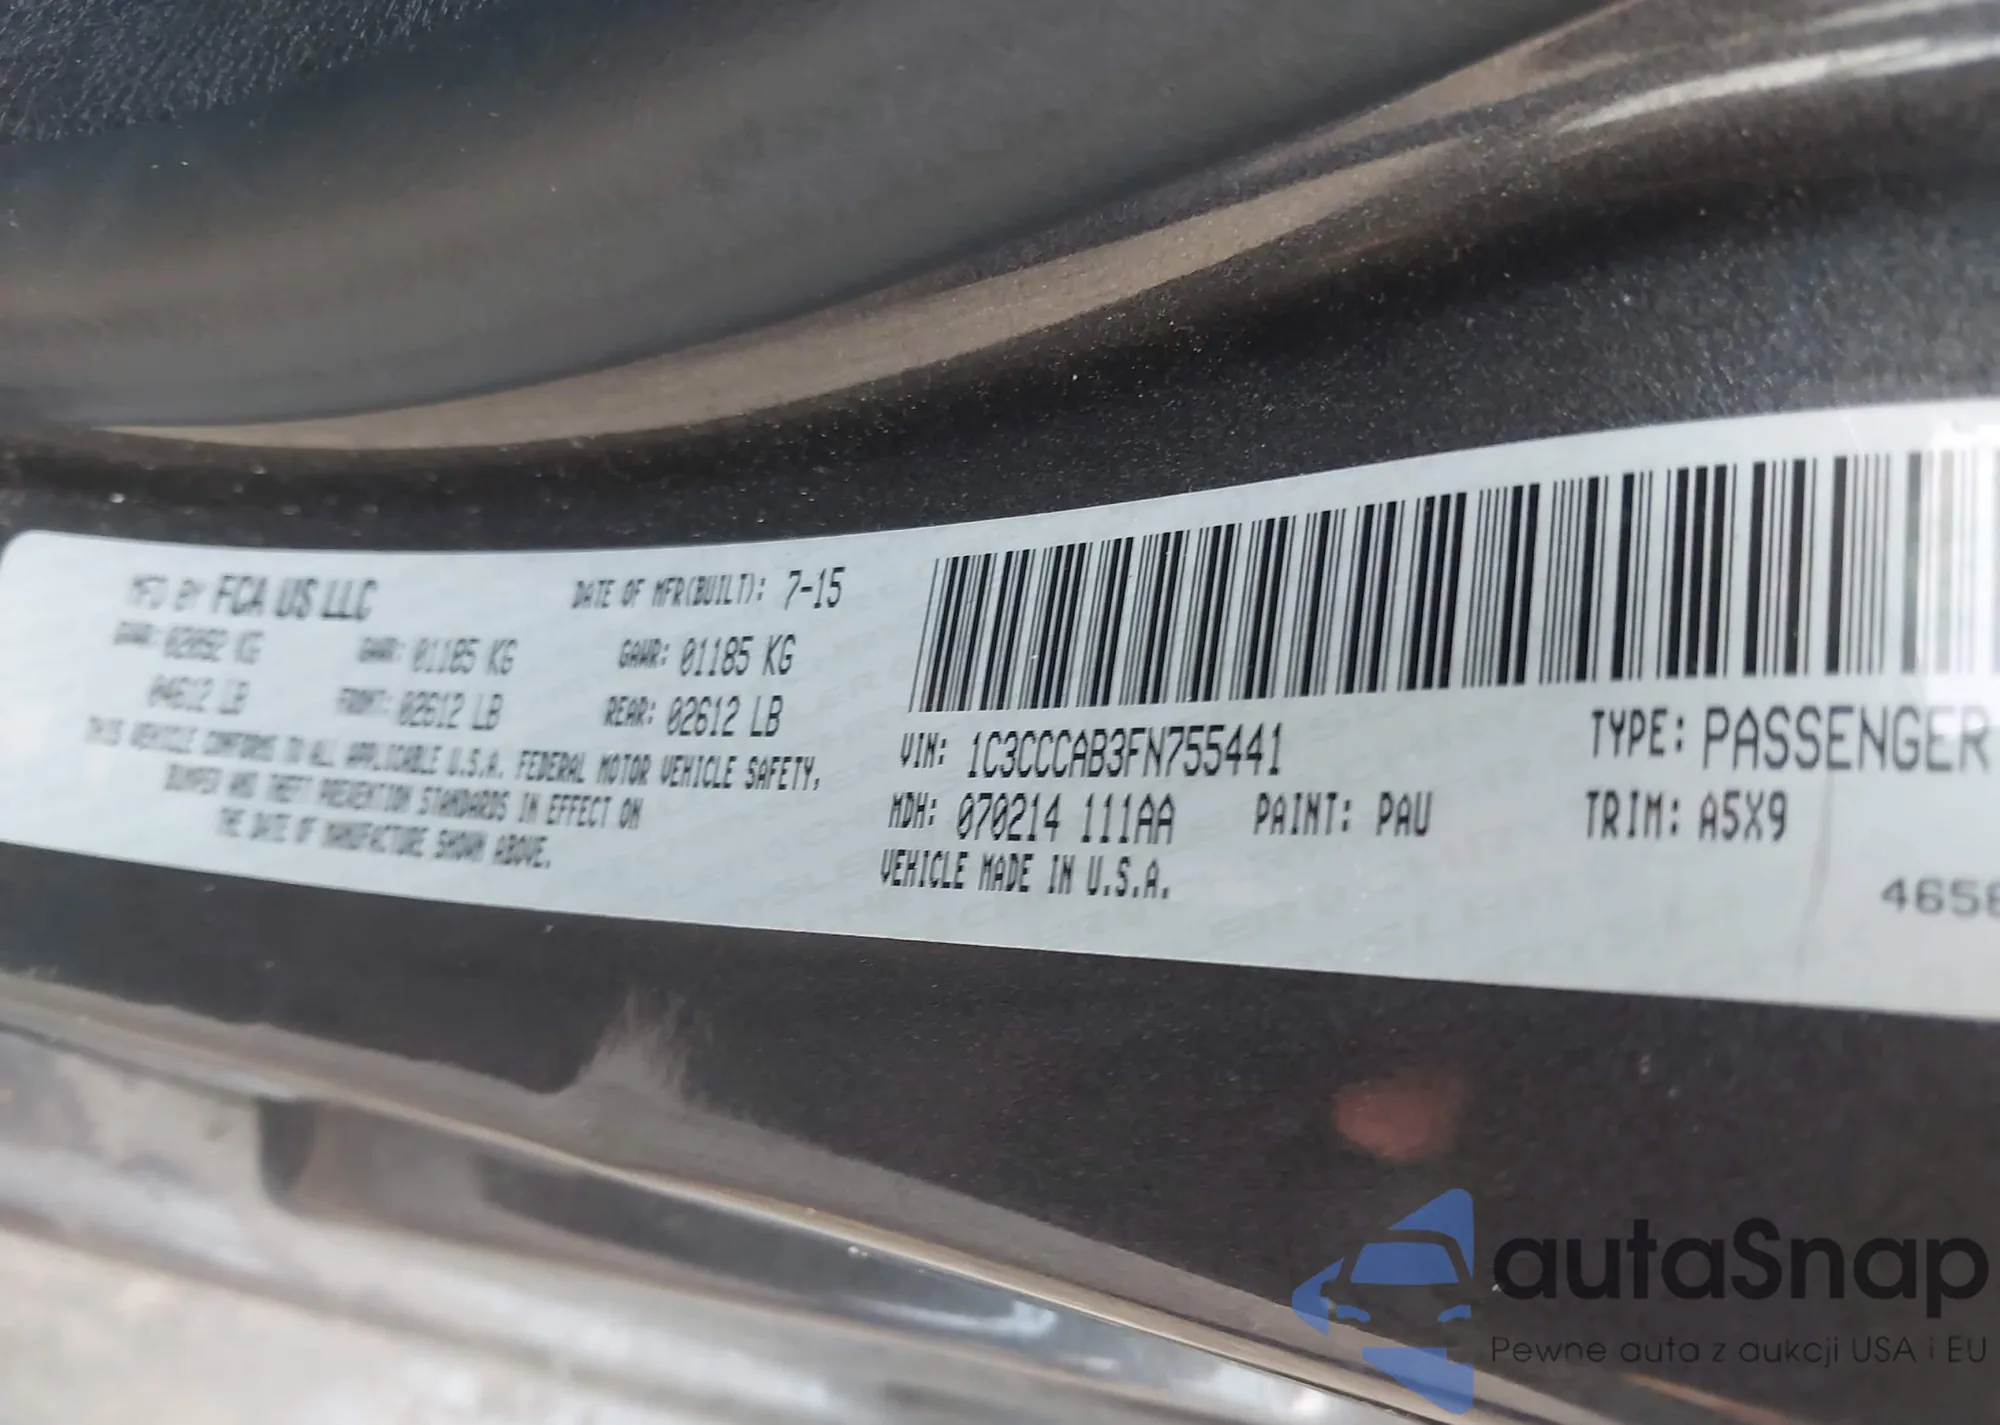 MFD BY FCA US LLC DATE OF MFR(BUILT): 7-15
GVWR: 02092 KG GAWR: 01185 KG GAWR: 01185 KG
04612 LB FRONT: 02612 LB REAR: 02612 LB
THIS VEHICLE CONFORMS TO ALL APPLICABLE U.S.A. FEDERAL MOTOR VEHICLE SAFETY,
BUMPER AND THEFT PREVENTION STANDARDS IN EFFECT ON
THE DATE OF MANUFACTURE SHOWN ABOVE.
VIN: 1C3CCCAB3FN755441 TYPE: PASSENGER
MDH: 070214 111AA PAINT: PAU TRIM: A5X9
VEHICLE MADE IN U.S.A.
autaSnap
Pewne auta z aukcji USA i EU